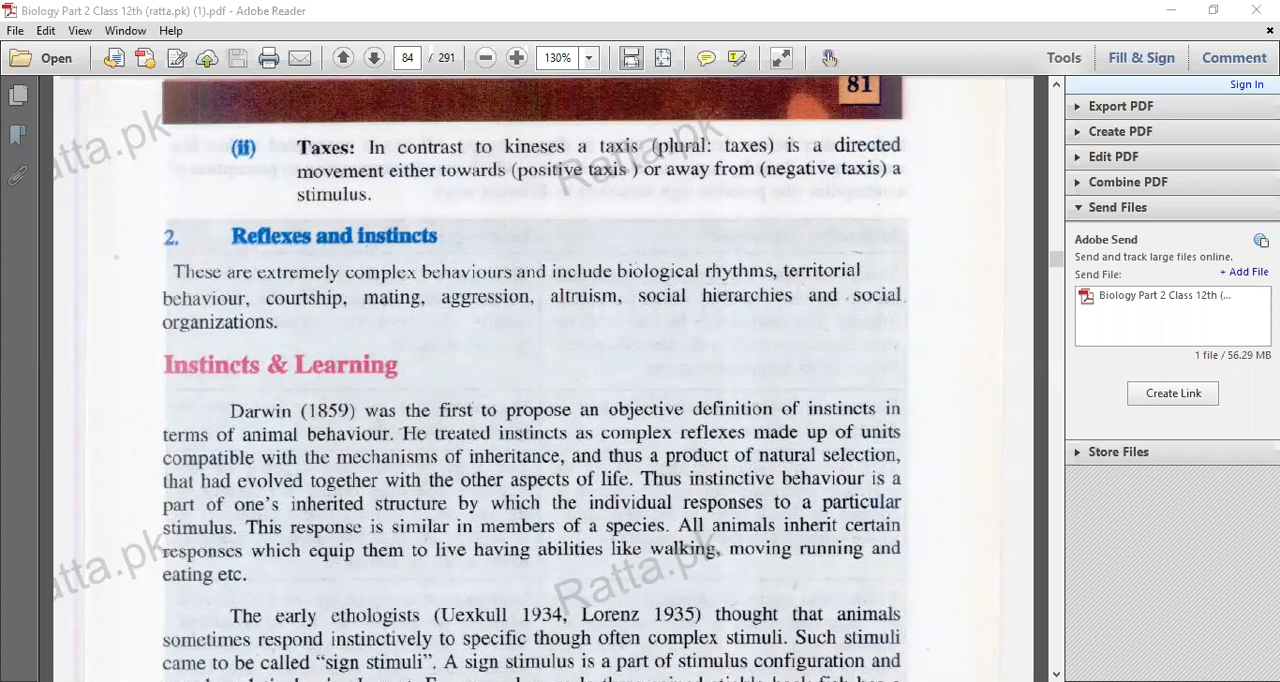 Biology Part 2 Class 12th (ratta.pk) (1).pdf - Adobe Reader
File Edit View Window Help
Open 84 / 291 130% Tools Fill & Sign Comment
Sign In
Export PDF
Create PDF
Edit PDF
Combine PDF
Send Files
Adobe Send
Send and track large files online.
Send File: + Add File
Biology Part 2 Class 12th (...
1 file / 56.29 MB
Create Link
Store Files
81
(ii) Taxes: In contrast to kineses a taxis (plural: taxes) is a directed
movement either towards (positive taxis ) or away from (negative taxis) a
stimulus.
2. Reflexes and instincts
These are extremely complex behaviours and include biological rhythms, territorial
behaviour, courtship, mating, aggression, altruism, social hierarchies and social
organizations.
Instincts & Learning
Darwin (1859) was the first to propose an objective definition of instincts in
terms of animal behaviour. He treated instincts as complex reflexes made up of units
compatible with the mechanisms of inheritance, and thus a product of natural selection,
that had evolved together with the other aspects of life. Thus instinctive behaviour is a
part of one's inherited structure by which the individual responses to a particular
stimulus. This response is similar in members of a species. All animals inherit certain
responses which equip them to live having abilities like walking, moving running and
eating etc.
The early ethologists (Uexkull 1934, Lorenz 1935) thought that animals
sometimes respond instinctively to specific though often complex stimuli. Such stimuli
came to be called "sign stimuli". A sign stimulus is a part of stimulus configuration and
Ratta.pk
Ratta.pk
atta.pk
atta.pk